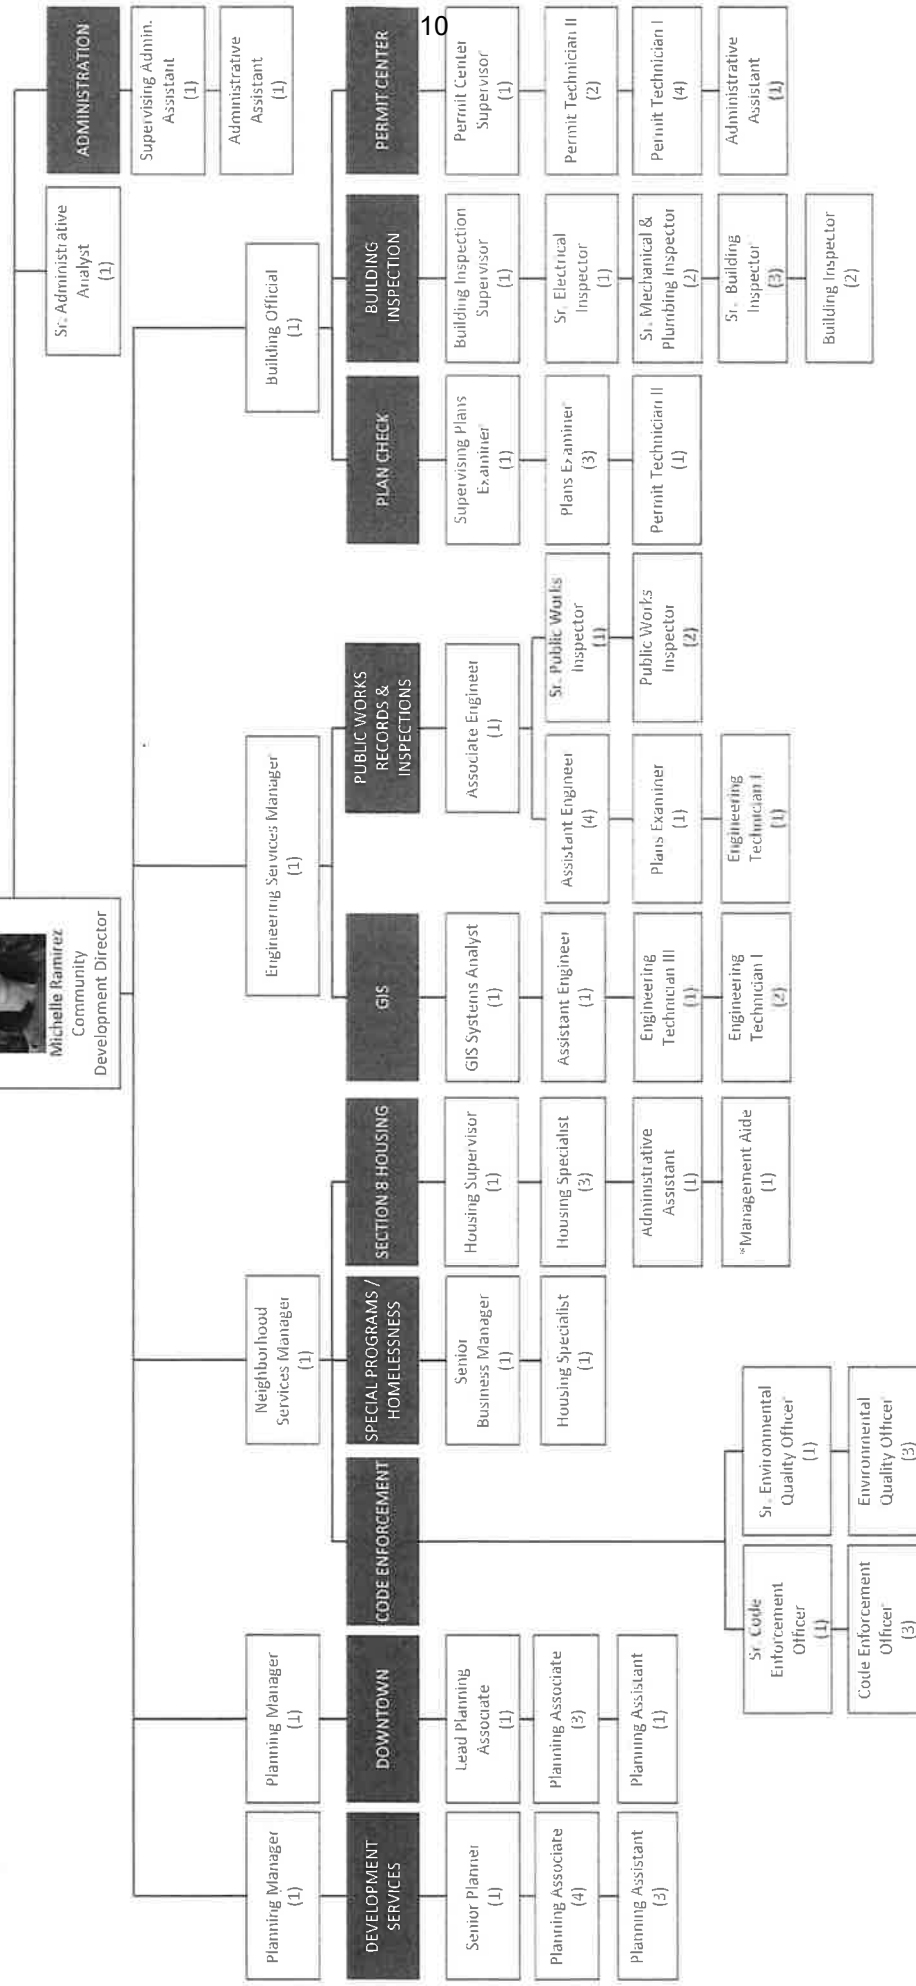 10
Michelle Ramirez
Community
Development Director
Sr. Administrative
Analyst
(1)
ADMINISTRATION
Supervising Admin.
Assistant
(1)
Administrative
Assistant
(1)
Planning Manager
(1)
DEVELOPMENT
SERVICES
Senior Planner
(1)
Planning Associate
(4)
Planning Assistant
(3)
Planning Manager
(1)
DOWNTOWN
Lead Planning
Associate
(1)
Planning Associate
(3)
Planning Assistant
(1)
Neighborhood
Services Manager
(1)
CODE ENFORCEMENT
Sr. Code
Enforcement
Officer
(1)
Code Enforcement
Officer
(3)
Sr. Environmental
Quality Officer
(1)
Environmental
Quality Officer
(3)
SPECIAL PROGRAMS /
HOMELESSNESS
Senior
Business Manager
(1)
Housing Specialist
(1)
SECTION 8 HOUSING
Housing Supervisor
(1)
Housing Specialist
(3)
Administrative
Assistant
(1)
*Management Aide
(1)
Engineering Services Manager
(1)
GIS
GIS Systems Analyst
(1)
Assistant Engineer
(1)
Engineering
Technician III
(1)
Engineering
Technician I
(2)
PUBLIC WORKS
RECORDS &
INSPECTIONS
Associate Engineer
(1)
Assistant Engineer
(4)
Plans Examiner
(1)
Engineering
Technician I
(1)
Sr. Public Works
Inspector
(1)
Public Works
Inspector
(2)
Building Official
(1)
PLAN CHECK
Supervising Plans
Examiner
(1)
Plans Examiner
(3)
Permit Technician II
(1)
BUILDING
INSPECTION
Building Inspection
Supervisor
(1)
Sr. Electrical
Inspector
(1)
Sr. Mechanical &
Plumbing Inspector
(2)
Sr. Building
Inspector
(3)
Building Inspector
(2)
PERMIT CENTER
Permit Center
Supervisor
(1)
Permit Technician II
(2)
Permit Technician I
(4)
Administrative
Assistant
(1)